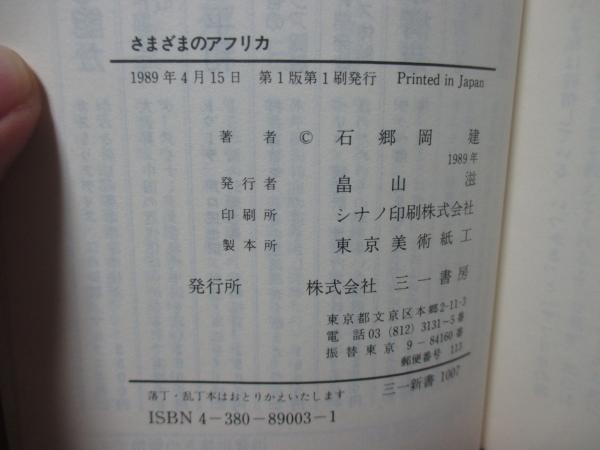 さまざまのアフリカ
1989年4月15日 第1版第1刷発行 Printed in Japan
著者 © 石郷岡 建
1989年
発行者 畠山 滋
印刷所 シナノ印刷株式会社
製本所 東京美術紙工
発行所 株式会社 三一書房
東京都文京区本郷2-11-3
電話03(812)3131~5番
振替東京9-84160番
郵便番号 113
落丁・乱丁本はおとりかえいたします 三一新書 1007
ISBN4-380-89003-1